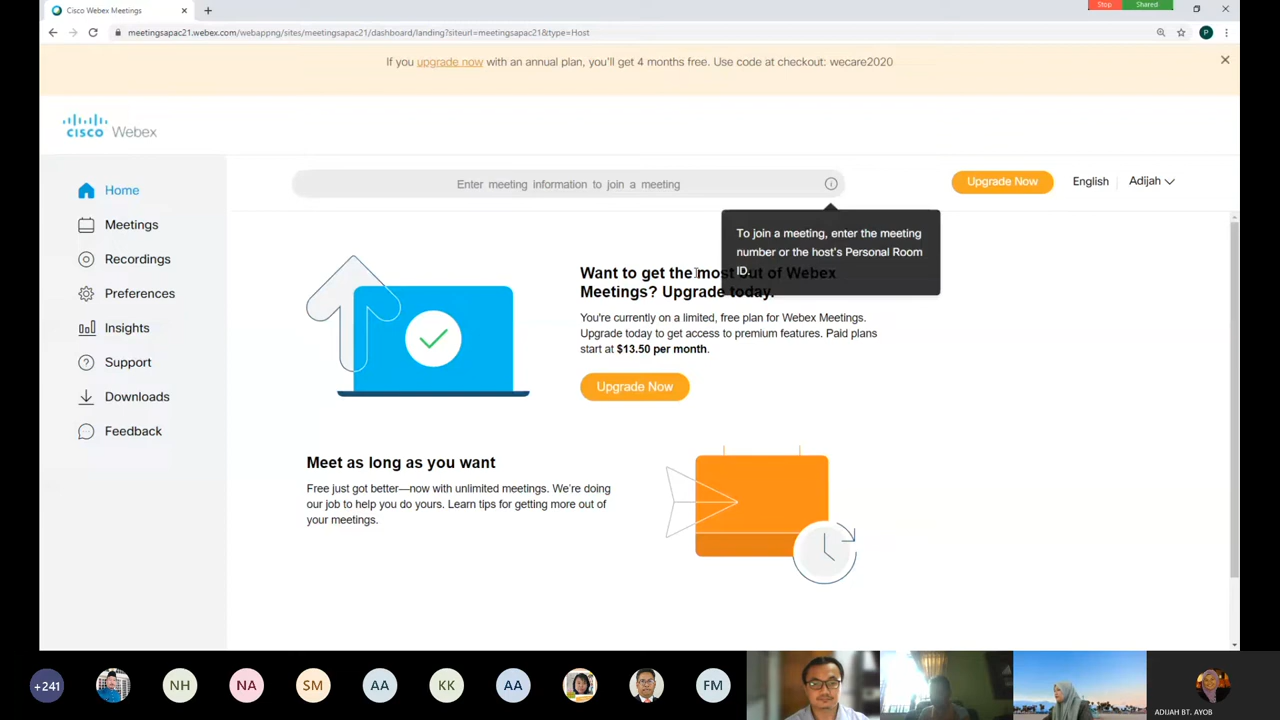 Cisco Webex Meetings
Stop
Shared
meetingsapac21.webex.com/webappng/sites/meetingsapac21/dashboard/landing?siteurl=meetingsapac21&type=Host
P
If you upgrade now with an annual plan, you'll get 4 months free. Use code at checkout: wecare2020
CISCO Webex
Enter meeting information to join a meeting
Upgrade Now
English
Adijah
Home
Meetings
Recordings
Preferences
Insights
Support
Downloads
Feedback
To join a meeting, enter the meeting
number or the host's Personal Room
ID.
Want to get the most out of Webex
Meetings? Upgrade today.
You're currently on a limited, free plan for Webex Meetings.
Upgrade today to get access to premium features. Paid plans
start at $13.50 per month.
Upgrade Now
Meet as long as you want
Free just got better—now with unlimited meetings. We're doing
our job to help you do yours. Learn tips for getting more out of
your meetings.
+241
NH
NA
SM
AA
KK
AA
FM
ADIJAH BT. AYOB